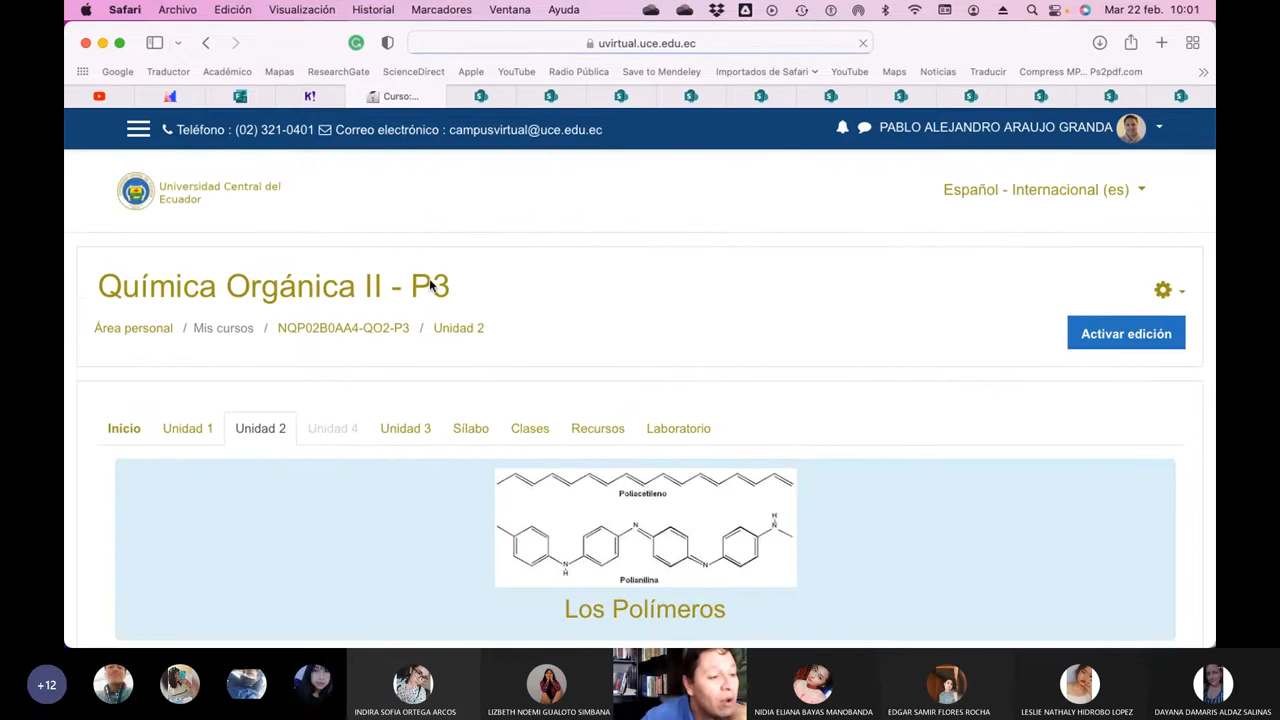 Safari Archivo Edición Visualización Historial Marcadores Ventana Ayuda Mar 22 feb. 10:01
uvirtual.uce.edu.ec
Google Traductor Académico Mapas ResearchGate ScienceDirect Apple YouTube Radio Pública Save to Mendeley Importados de Safari YouTube Maps Noticias Traducir Compress MP... Ps2pdf.com
Curso:...
Teléfono : (02) 321-0401 Correo electrónico : campusvirtual@uce.edu.ec PABLO ALEJANDRO ARAUJO GRANDA
Universidad Central del
Ecuador
Español - Internacional (es)
Química Orgánica II - P3
Área personal / Mis cursos / NQP02B0AA4-QO2-P3 / Unidad 2
Activar edición
Inicio Unidad 1 Unidad 2 Unidad 4 Unidad 3 Sílabo Clases Recursos Laboratorio
Poliacetileno
N
H
N
N
H
N
Polianilina
Los Polímeros
+12
INDIRA SOFIA ORTEGA ARCOS LIZBETH NOEMI GUALOTO SIMBANA NIDIA ELIANA BAYAS MANOBANDA EDGAR SAMIR FLORES ROCHA LESLIE NATHALY HIDROBO LOPEZ DAYANA DAMARIS ALDAZ SALINAS